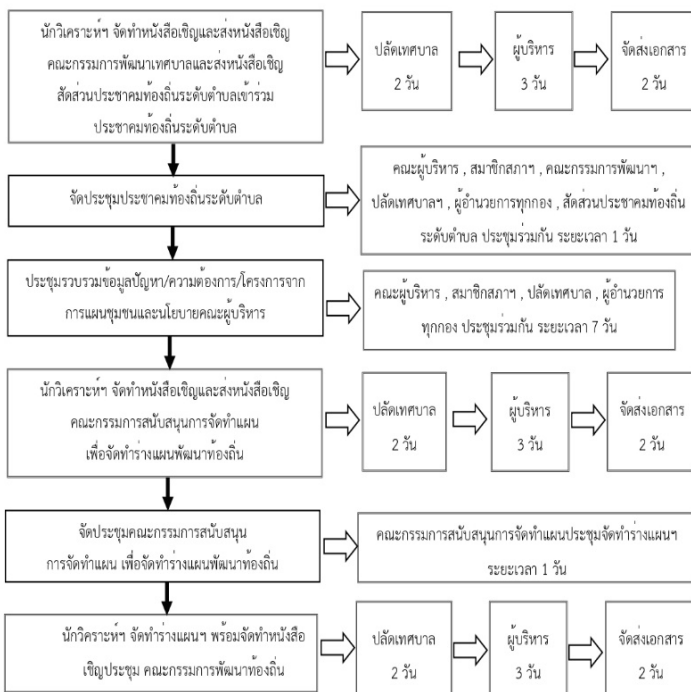 นักวิเคราะห์ฯ จัดทำหนังสือเชิญและส่งหนังสือเชิญ
คณะกรรมการพัฒนาเทศบาลและส่งหนังสือเชิญ
สัดส่วนประชาคมท้องถิ่นระดับตำบลเข้าร่วม
ประชาคมท้องถิ่นระดับตำบล
ปลัดเทศบาล
2 วัน
ผู้บริหาร
3 วัน
จัดส่งเอกสาร
2 วัน
จัดประชุมประชาคมท้องถิ่นระดับตำบล
คณะผู้บริหาร , สมาชิกสภาฯ , คณะกรรมการพัฒนาฯ ,
ปลัดเทศบาลฯ , ผู้อำนวยการทุกกอง , สัดส่วนประชาคมท้องถิ่น
ระดับตำบล ประชุมร่วมกัน ระยะเวลา 1 วัน
ประชุมรวบรวมข้อมูลปัญหา/ความต้องการ/โครงการจาก
การแผนชุมชนและนโยบายคณะผู้บริหาร
คณะผู้บริหาร , สมาชิกสภาฯ , ปลัดเทศบาล , ผู้อำนวยการ
ทุกกอง ประชุมร่วมกัน ระยะเวลา 7 วัน
นักวิเคราะห์ฯ จัดทำหนังสือเชิญและส่งหนังสือเชิญ
คณะกรรมการสนับสนุนการจัดทำแผน
เพื่อจัดทำร่างแผนพัฒนาท้องถิ่น
ปลัดเทศบาล
2 วัน
ผู้บริหาร
3 วัน
จัดส่งเอกสาร
2 วัน
จัดประชุมคณะกรรมการสนับสนุน
การจัดทำแผน เพื่อจัดทำร่างแผนพัฒนาท้องถิ่น
คณะกรรมการสนับสนุนการจัดทำแผนประชุมจัดทำร่างแผนฯ
ระยะเวลา 1 วัน
นักวิคราะห์ฯ จัดทำร่างแผนฯ พร้อมจัดทำหนังสือ
เชิญประชุม คณะกรรมการพัฒนาท้องถิ่น
ปลัดเทศบาล
2 วัน
ผู้บริหาร
3 วัน
จัดส่งเอกสาร
2 วัน